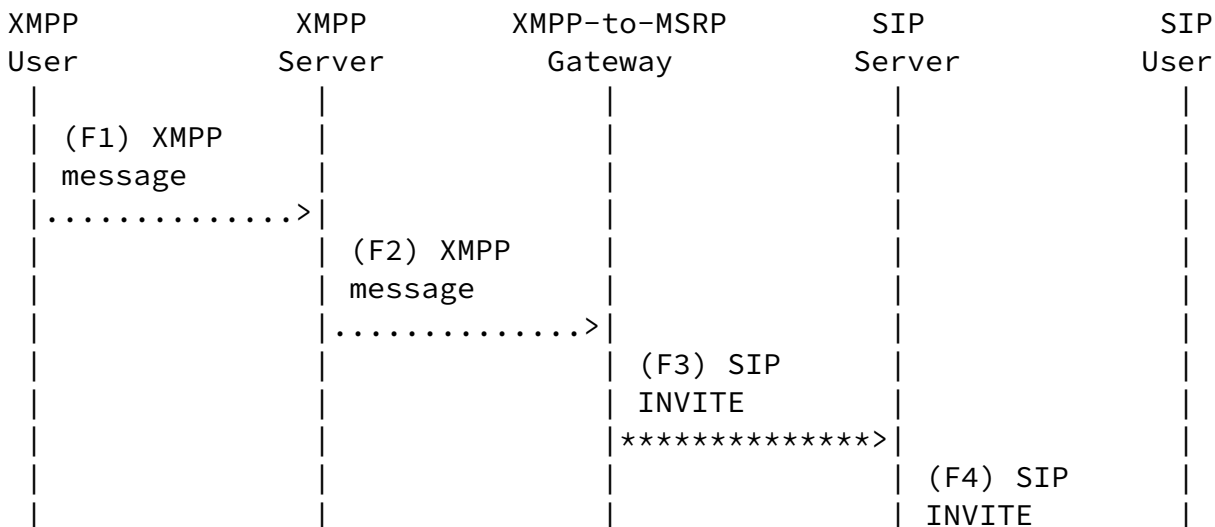 XMPP XMPP XMPP-to-MSRP SIP SIP
User Server Gateway Server User
| | | | |
| (F1) XMPP | | | |
| message | | | |
|..............>| | | |
| | (F2) XMPP | | |
| | message | | |
| |..............>| | |
| | | (F3) SIP | |
| | | INVITE | |
| | |**************>| |
| | | | (F4) SIP |
| | | | INVITE |